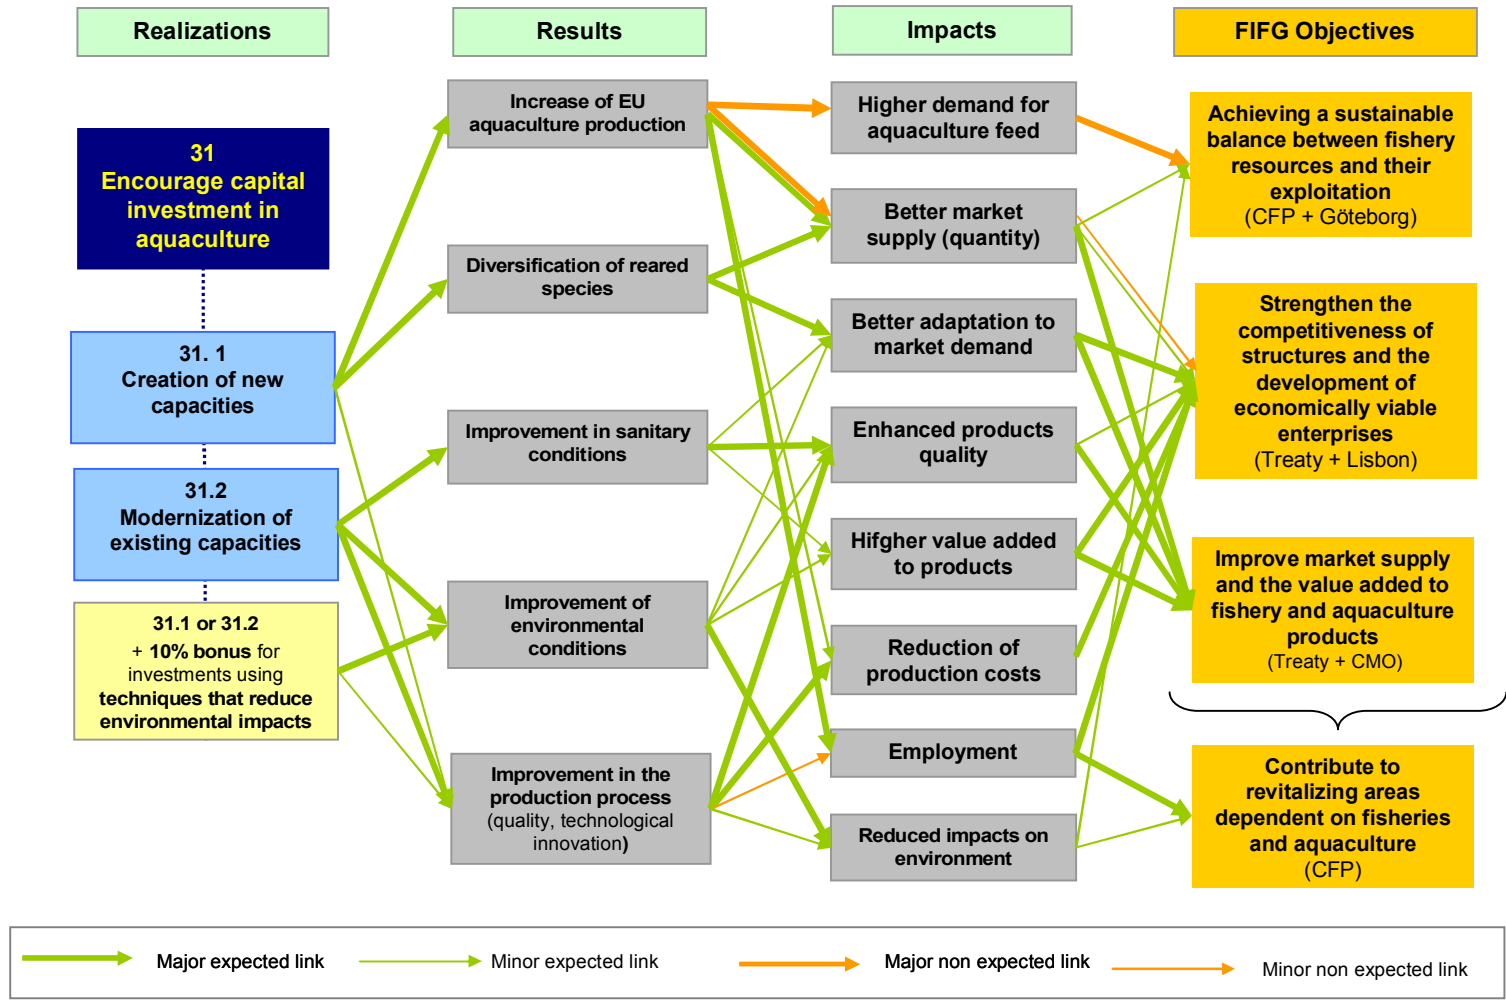 Realizations
Results
Impacts
FIFG Objectives
31
Encourage capital
investment in
aquaculture
31. 1
Creation of new
capacities
31.2
Modernization of
existing capacities
31.1 or 31.2
+ 10% bonus for
investments using
techniques that reduce
environmental impacts
Increase of EU
aquaculture production
Diversification of reared
species
Improvement in sanitary
conditions
Improvement of
environmental
conditions
Improvement in the
production process
(quality, technological
innovation)
Higher demand for
aquaculture feed
Better market
supply (quantity)
Better adaptation to
market demand
Enhanced products
quality
Hifgher value added
to products
Reduction of
production costs
Employment
Reduced impacts on
environment
Achieving a sustainable
balance between fishery
resources and their
exploitation
(CFP + Göteborg)
Strengthen the
competitiveness of
structures and the
development of
economically viable
enterprises
(Treaty + Lisbon)
Improve market supply
and the value added to
fishery and aquaculture
products
(Treaty + CMO)
Contribute to
revitalizing areas
dependent on fisheries
and aquaculture
(CFP)
Major expected link
Minor expected link
Major non expected link
Minor non expected link